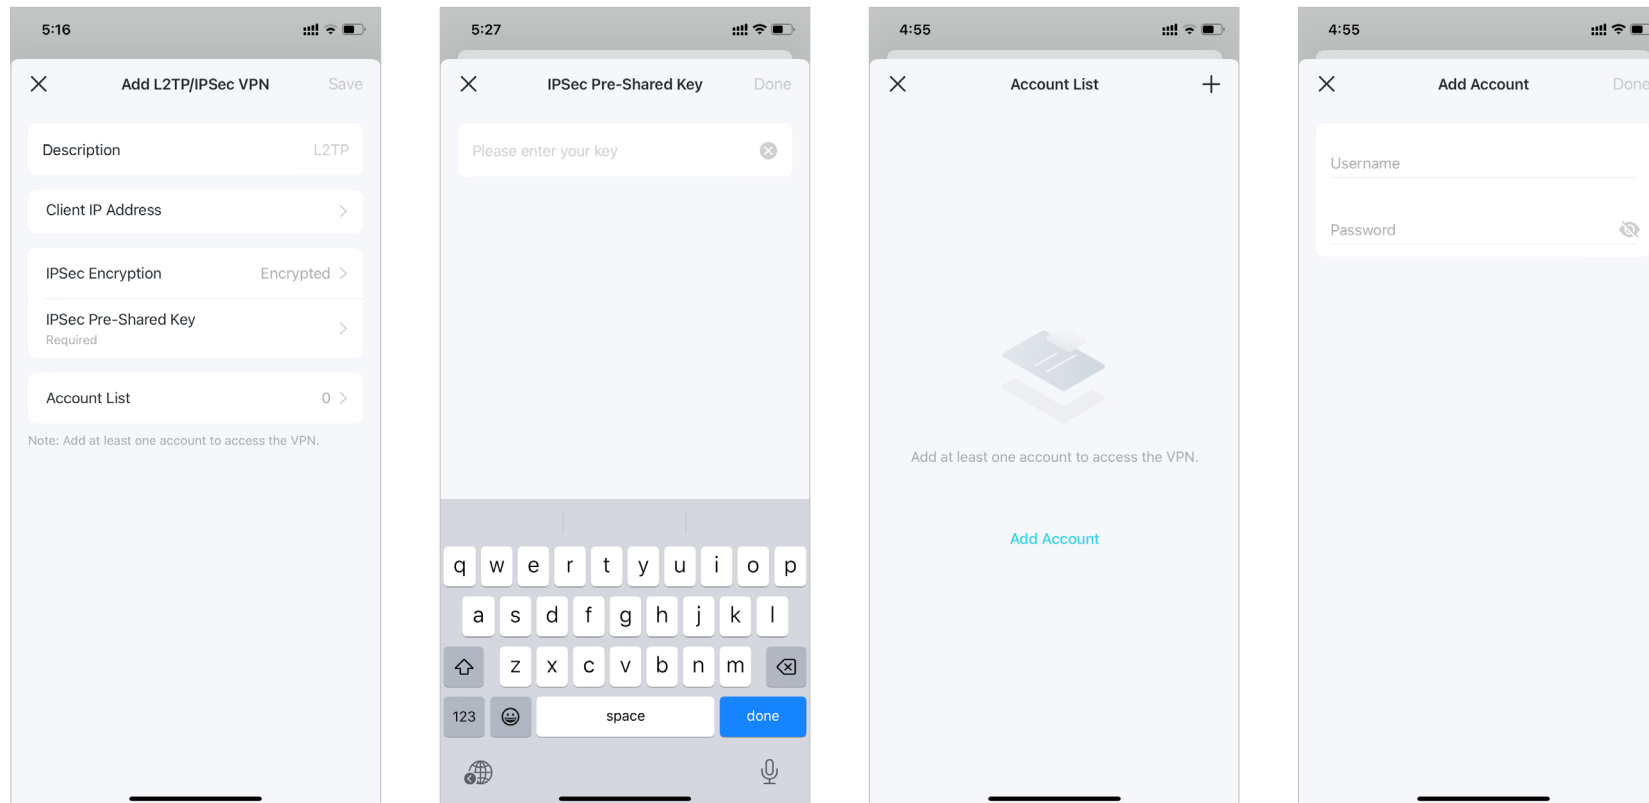 5:16
Add L2TP/IPSec VPN
Save
Description
L2TP
Client IP Address
IPSec Encryption
Encrypted
IPSec Pre-Shared Key
Required
Account List
0
Note: Add at least one account to access the VPN.
5:27
IPSec Pre-Shared Key
Done
Please enter your key
q w e r t y u i o p
a s d f g h j k l
z x c v b n m
123
space
done
4:55
Account List
Add at least one account to access the VPN.
Add Account
4:55
Add Account
Done
Username
Password